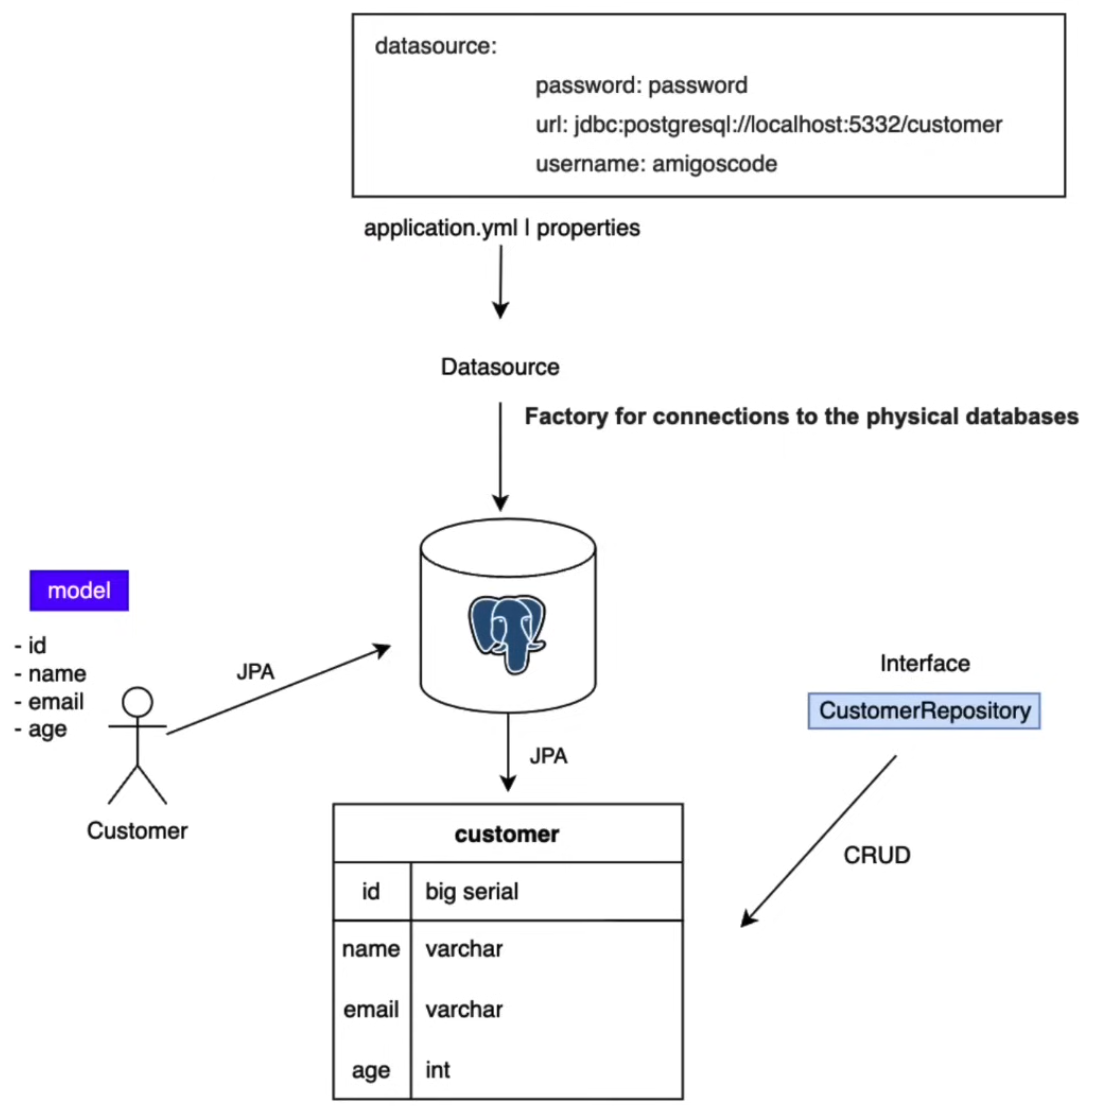 datasource:
password: password
url: jdbc:postgresql://localhost:5332/customer
username: amigoscode
application.yml | properties
Datasource
Factory for connections to the physical databases
model
- id
- name
- email
- age
JPA
Customer
Interface
CustomerRepository
JPA
CRUD
customer
id big serial
name varchar
email varchar
age int